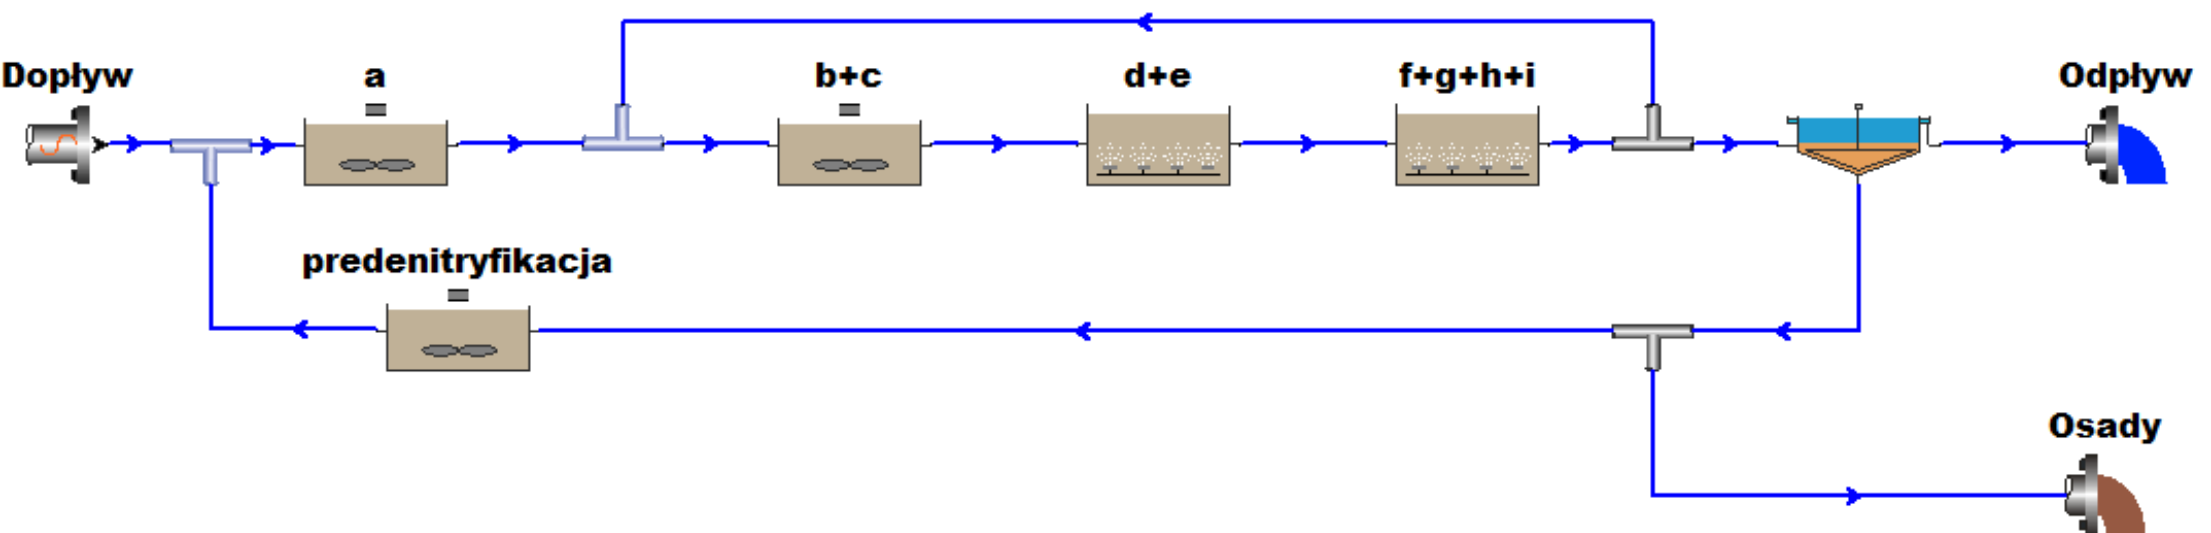 Dopływ
a
b+c
d+e
f+g+h+i
Odpływ
predenitryfikacja
Osady